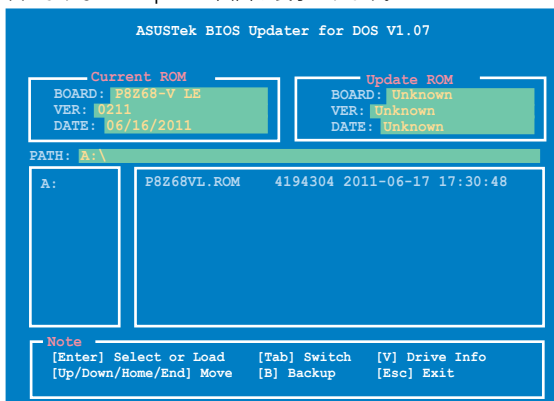 ASUSTek BIOS Updater for DOS V1.07
Current ROM
BOARD: P8Z68-V LE
VER: 0211
DATE: 06/16/2011
Update ROM
BOARD: Unknown
VER: Unknown
DATE: Unknown
PATH: A:\
A:
P8Z68VL.ROM 4194304 2011-06-17 17:30:48
Note
[Enter] Select or Load [Tab] Switch [V] Drive Info
[Up/Down/Home/End] Move [B] Backup [Esc] Exit